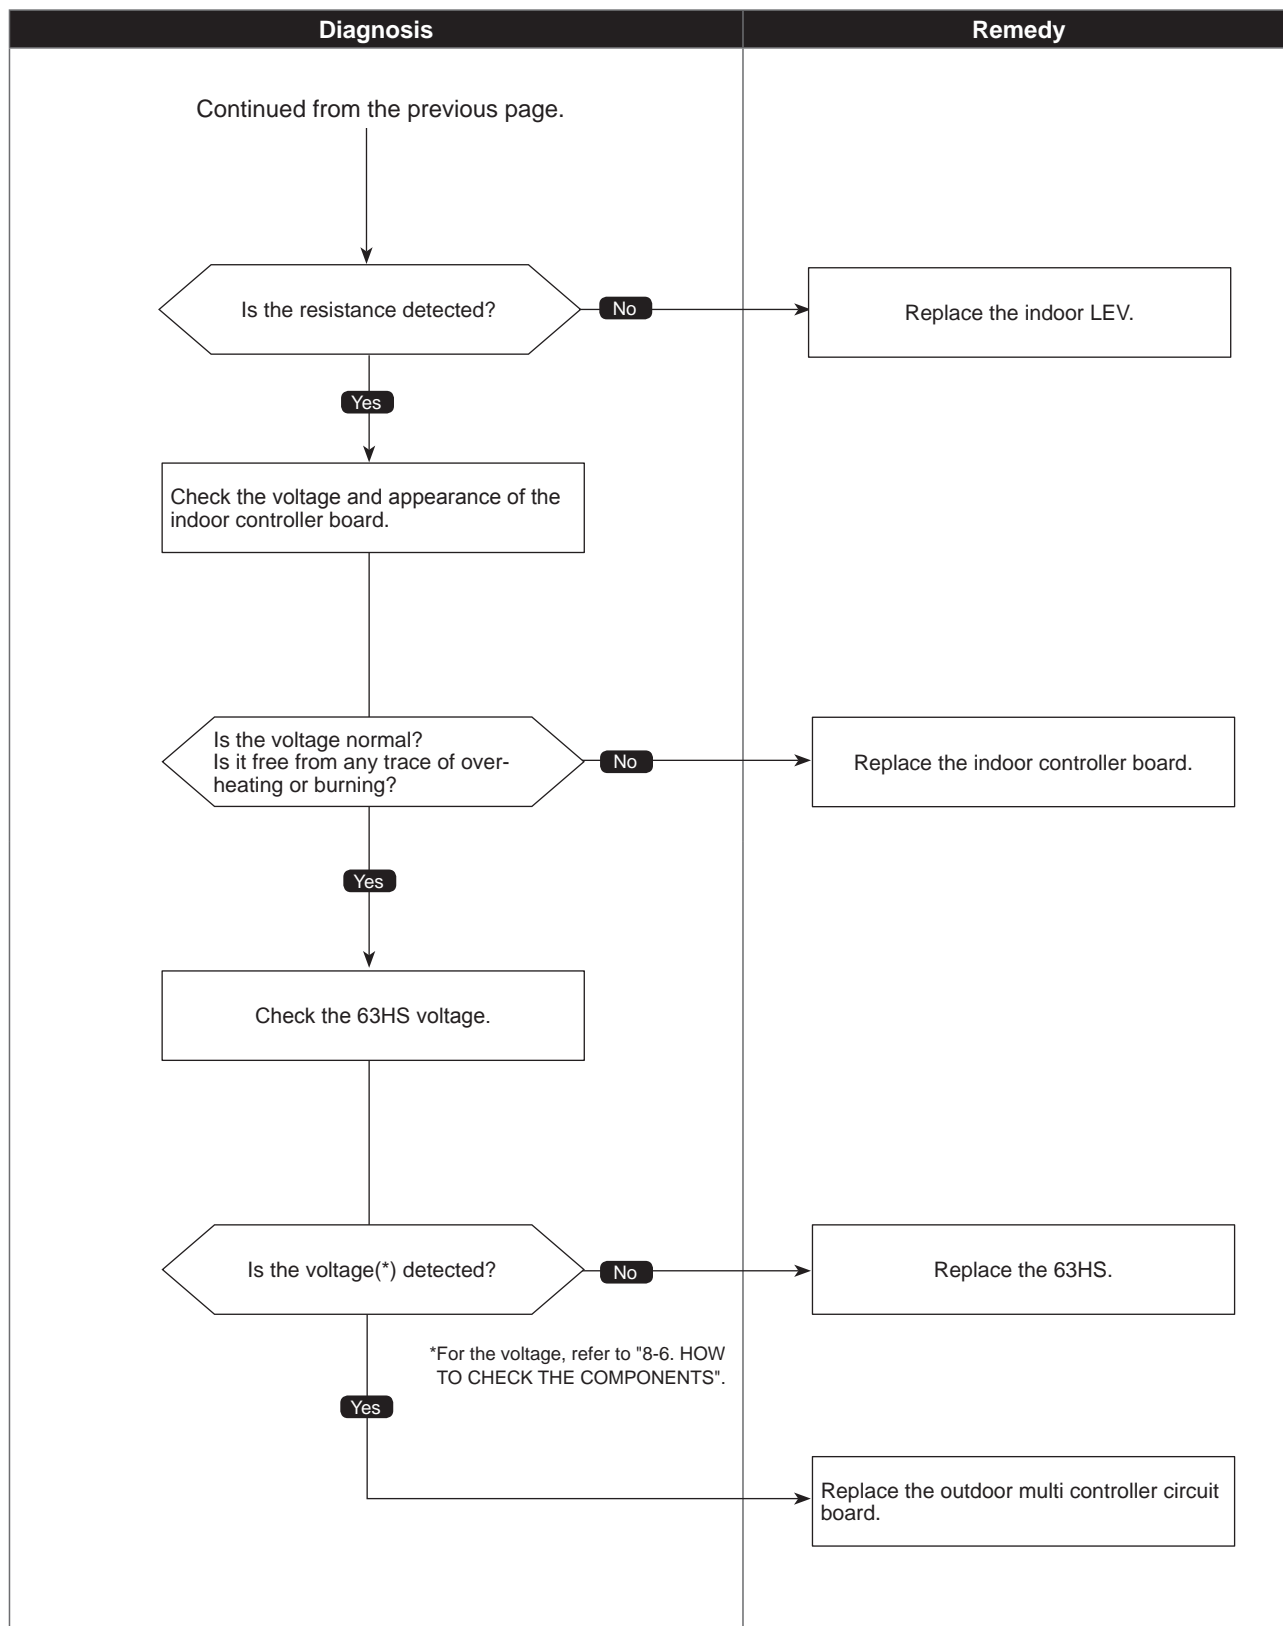 Diagnosis
Remedy
Continued from the previous page.
Is the resistance detected?
No
Replace the indoor LEV.
Yes
Check the voltage and appearance of the
indoor controller board.
Is the voltage normal?
Is it free from any trace of over-
heating or burning?
No
Replace the indoor controller board.
Yes
Check the 63HS voltage.
Is the voltage(*) detected?
No
Replace the 63HS.
*For the voltage, refer to "8-6. HOW
TO CHECK THE COMPONENTS".
Yes
Replace the outdoor multi controller circuit
board.